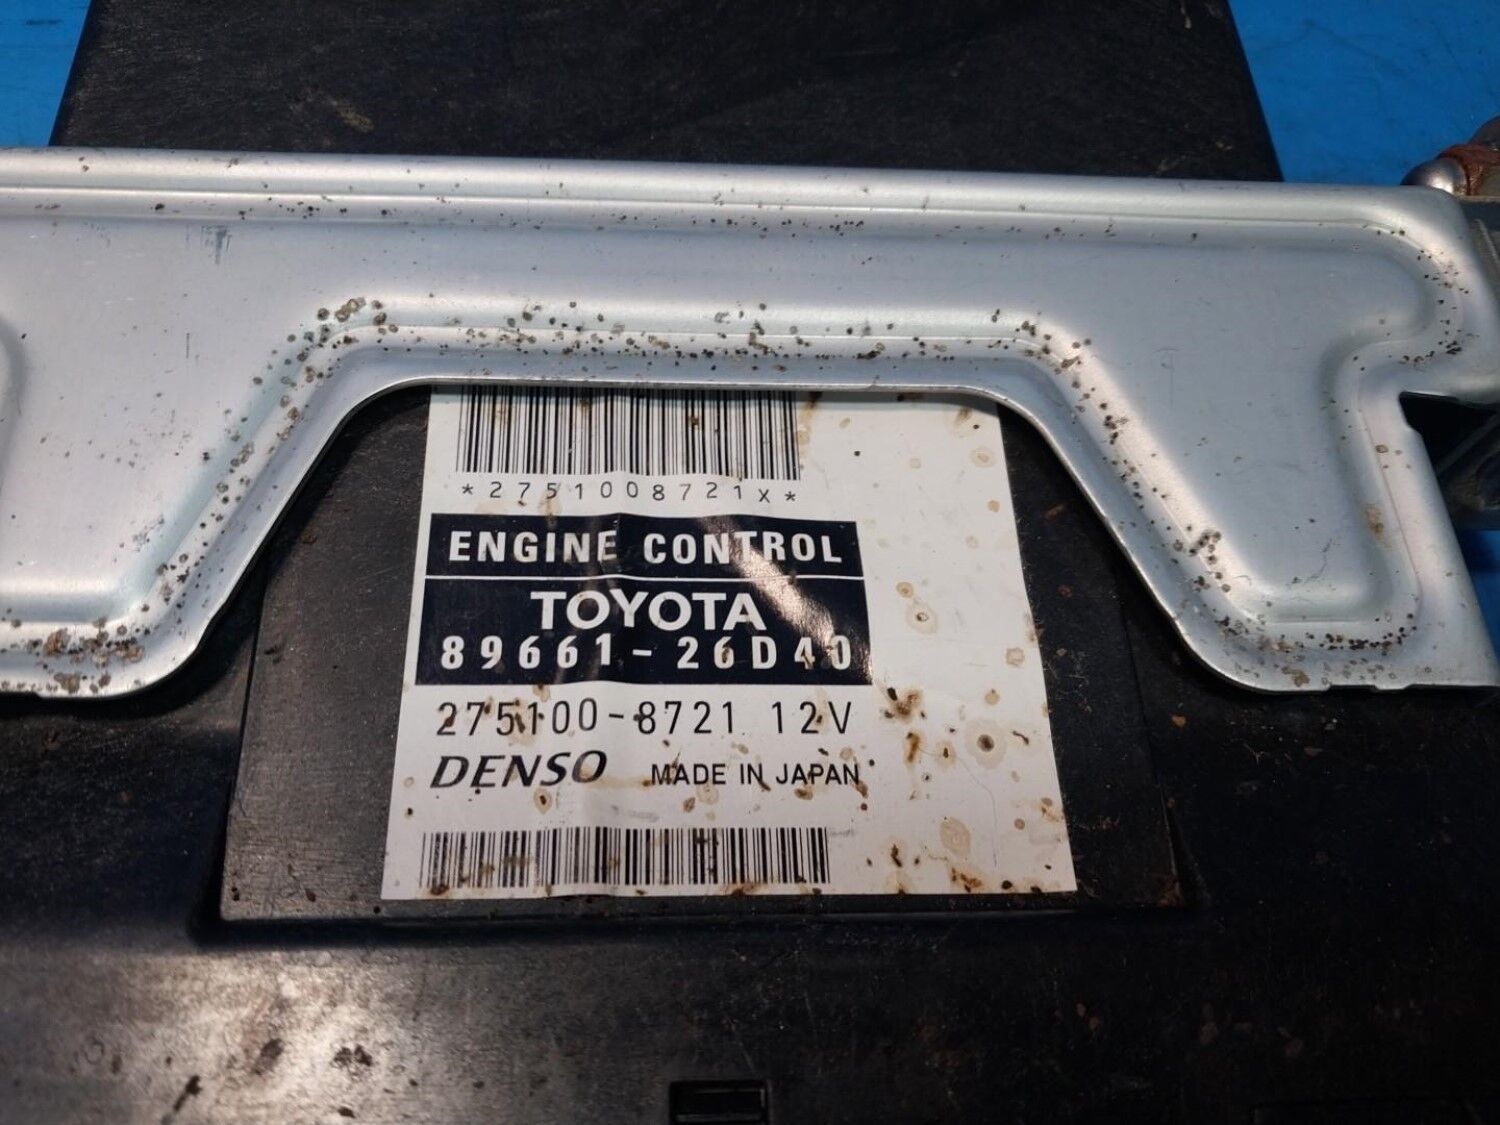 *2751008721X*
ENGINE CONTROL
TOYOTA
89661-26D40
275100-8721 12V
DENSO MADE IN JAPAN